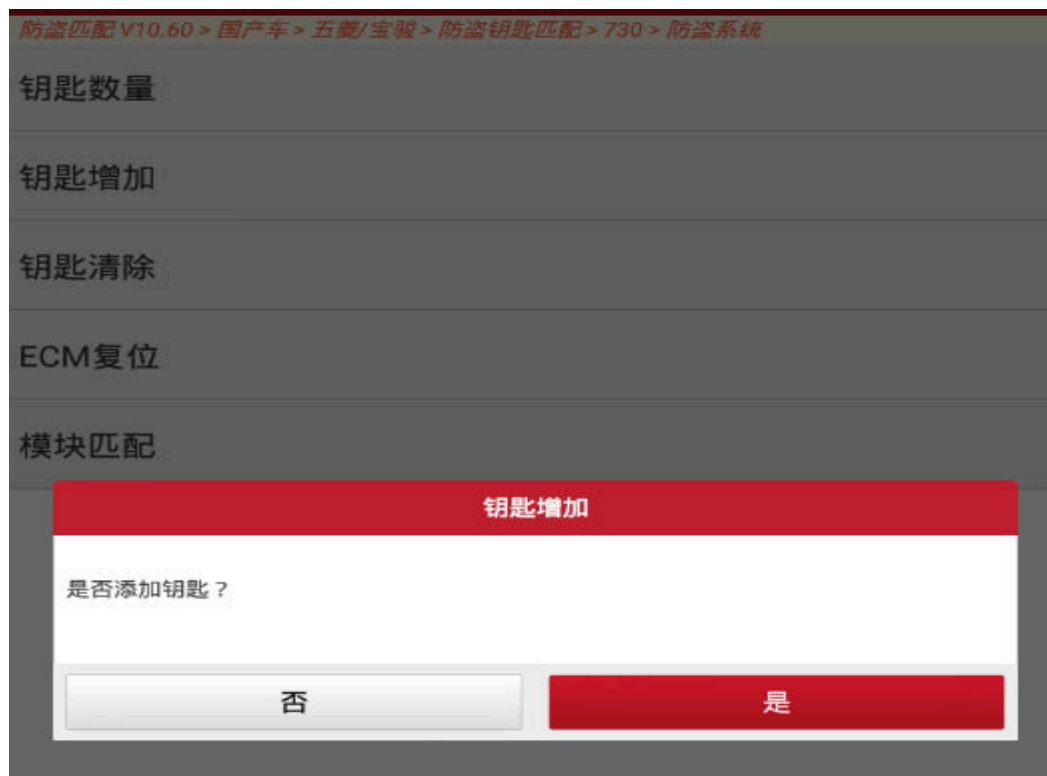 防盗匹配 V10.60 > 国产车 > 五菱/宝骏 > 防盗钥匙匹配 > 730 > 防盗系统
钥匙数量
钥匙增加
钥匙清除
ECM复位
模块匹配
钥匙增加
是否添加钥匙？
否
是